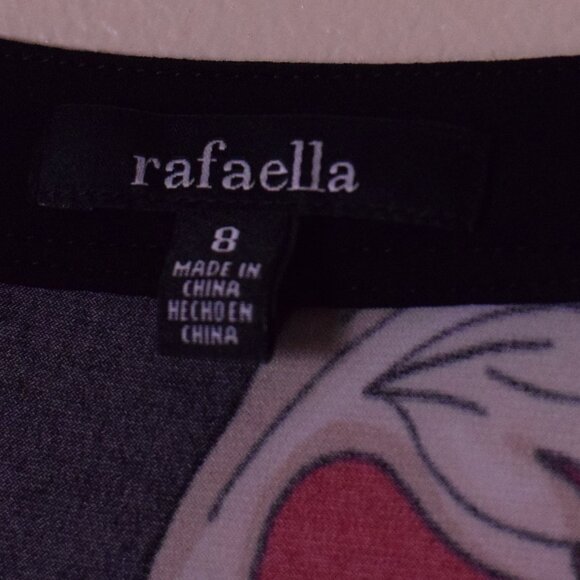 rafaella
8
MADE IN
CHINA
HECHO EN
CHINA